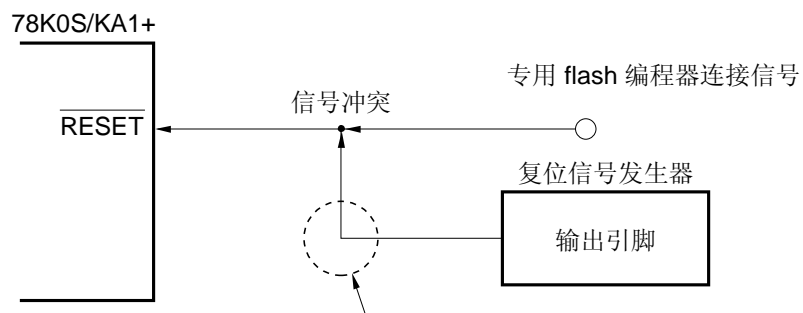 78K0S/KA1+
专用 flash 编程器连接信号
信号冲突
RESET
复位信号发生器
输出引脚